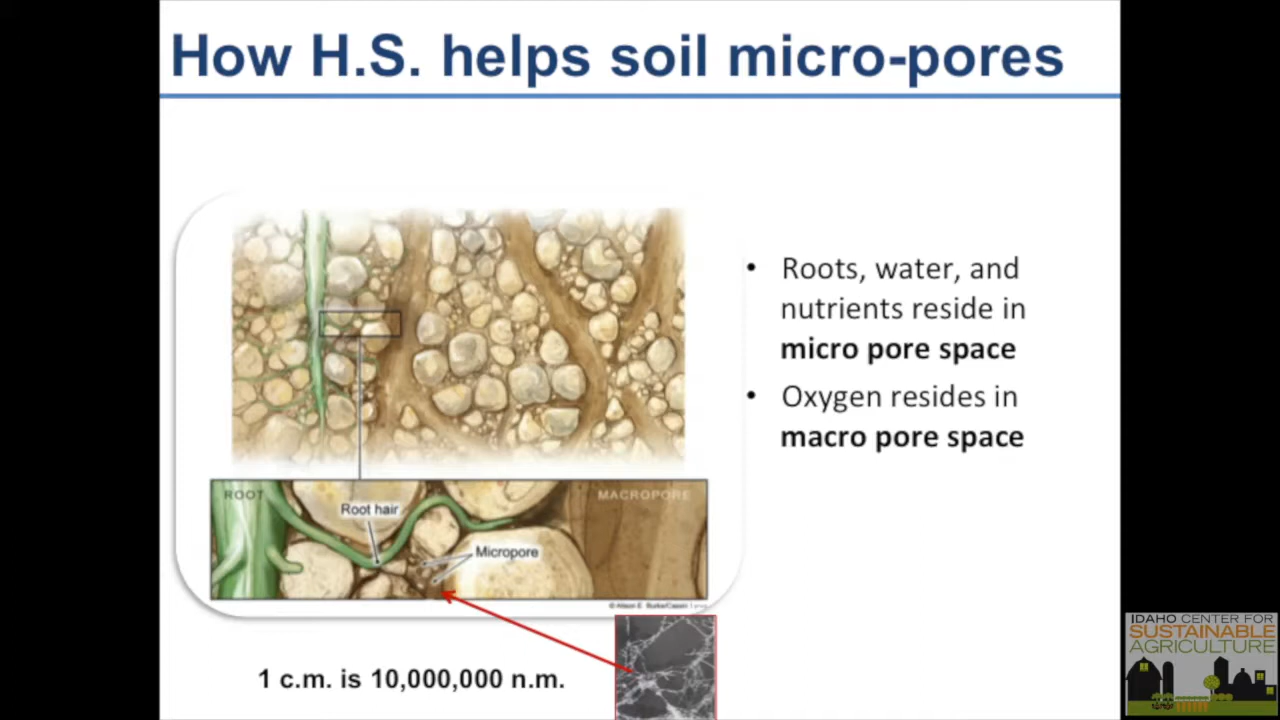 How H.S. helps soil micro-pores
• Roots, water, and
nutrients reside in
micro pore space
• Oxygen resides in
macro pore space
ROOT
MACROPORE
Root hair
Micropore
1 c.m. is 10,000,000 n.m.
IDAHO CENTER FOR
SUSTAINABLE
AGRICULTURE